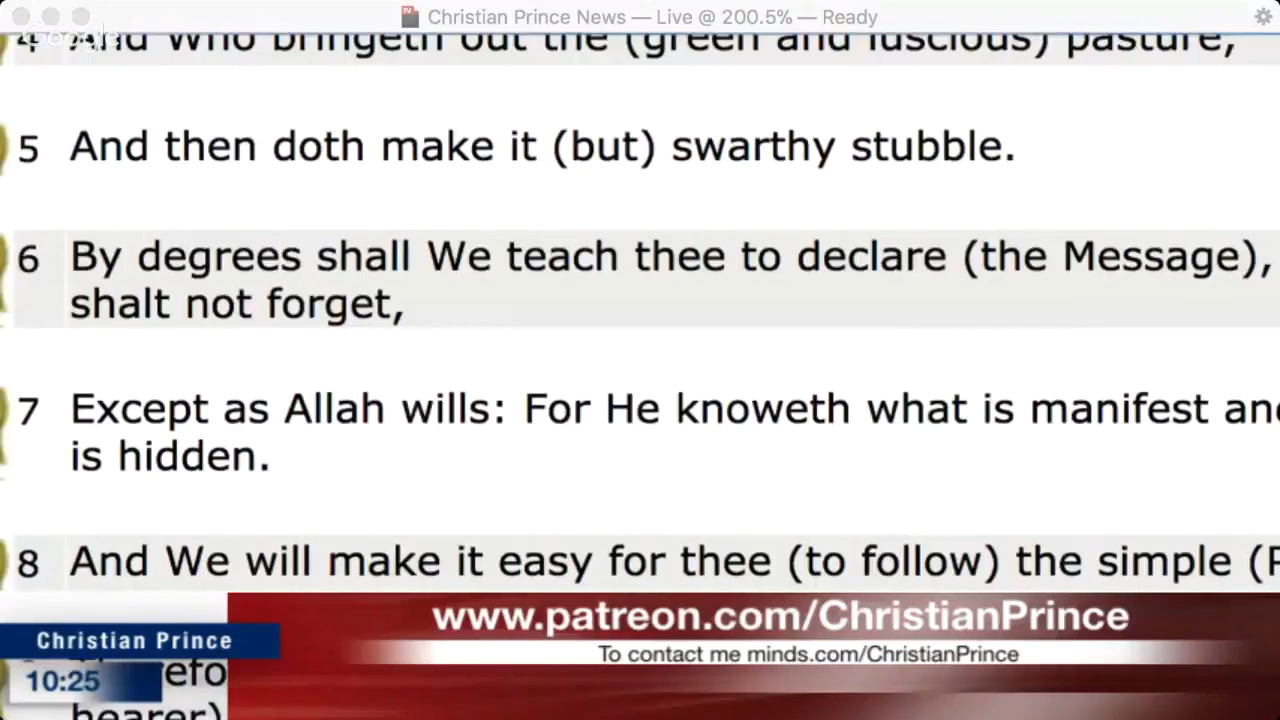 Christian Prince News — Live @ 200.5% — Ready
Google
And Who bringeth out the (green and luscious) pasture,
5 And then doth make it (but) swarthy stubble.
6 By degrees shall We teach thee to declare (the Message),
shalt not forget,
7 Except as Allah wills: For He knoweth what is manifest
is hidden.
8 And We will make it easy for thee (to follow) the simple
www.patreon.com/ChristianPrince
To contact me minds.com/ChristianPrince
Christian Prince
10:25
hearer)